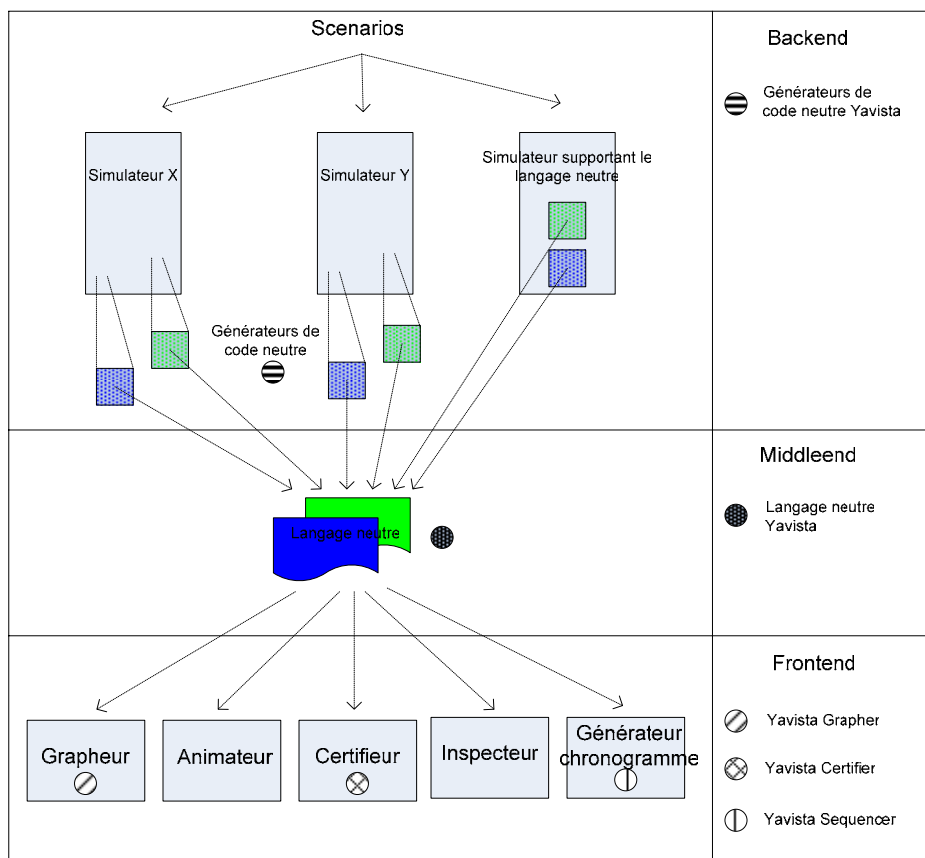 Scenarios
Backend
Générateurs de
code neutre Yavista
Simulateur X
Simulateur Y
Simulateur supportant le
langage neutre
Générateurs de
code neutre
Middleend
Langage neutre
Yavista
Langage neutre
Frontend
Grapheur
Animateur
Certifieur
Inspecteur
Générateur
chronogramme
Yavista Grapher
Yavista Certifier
Yavista Sequencer